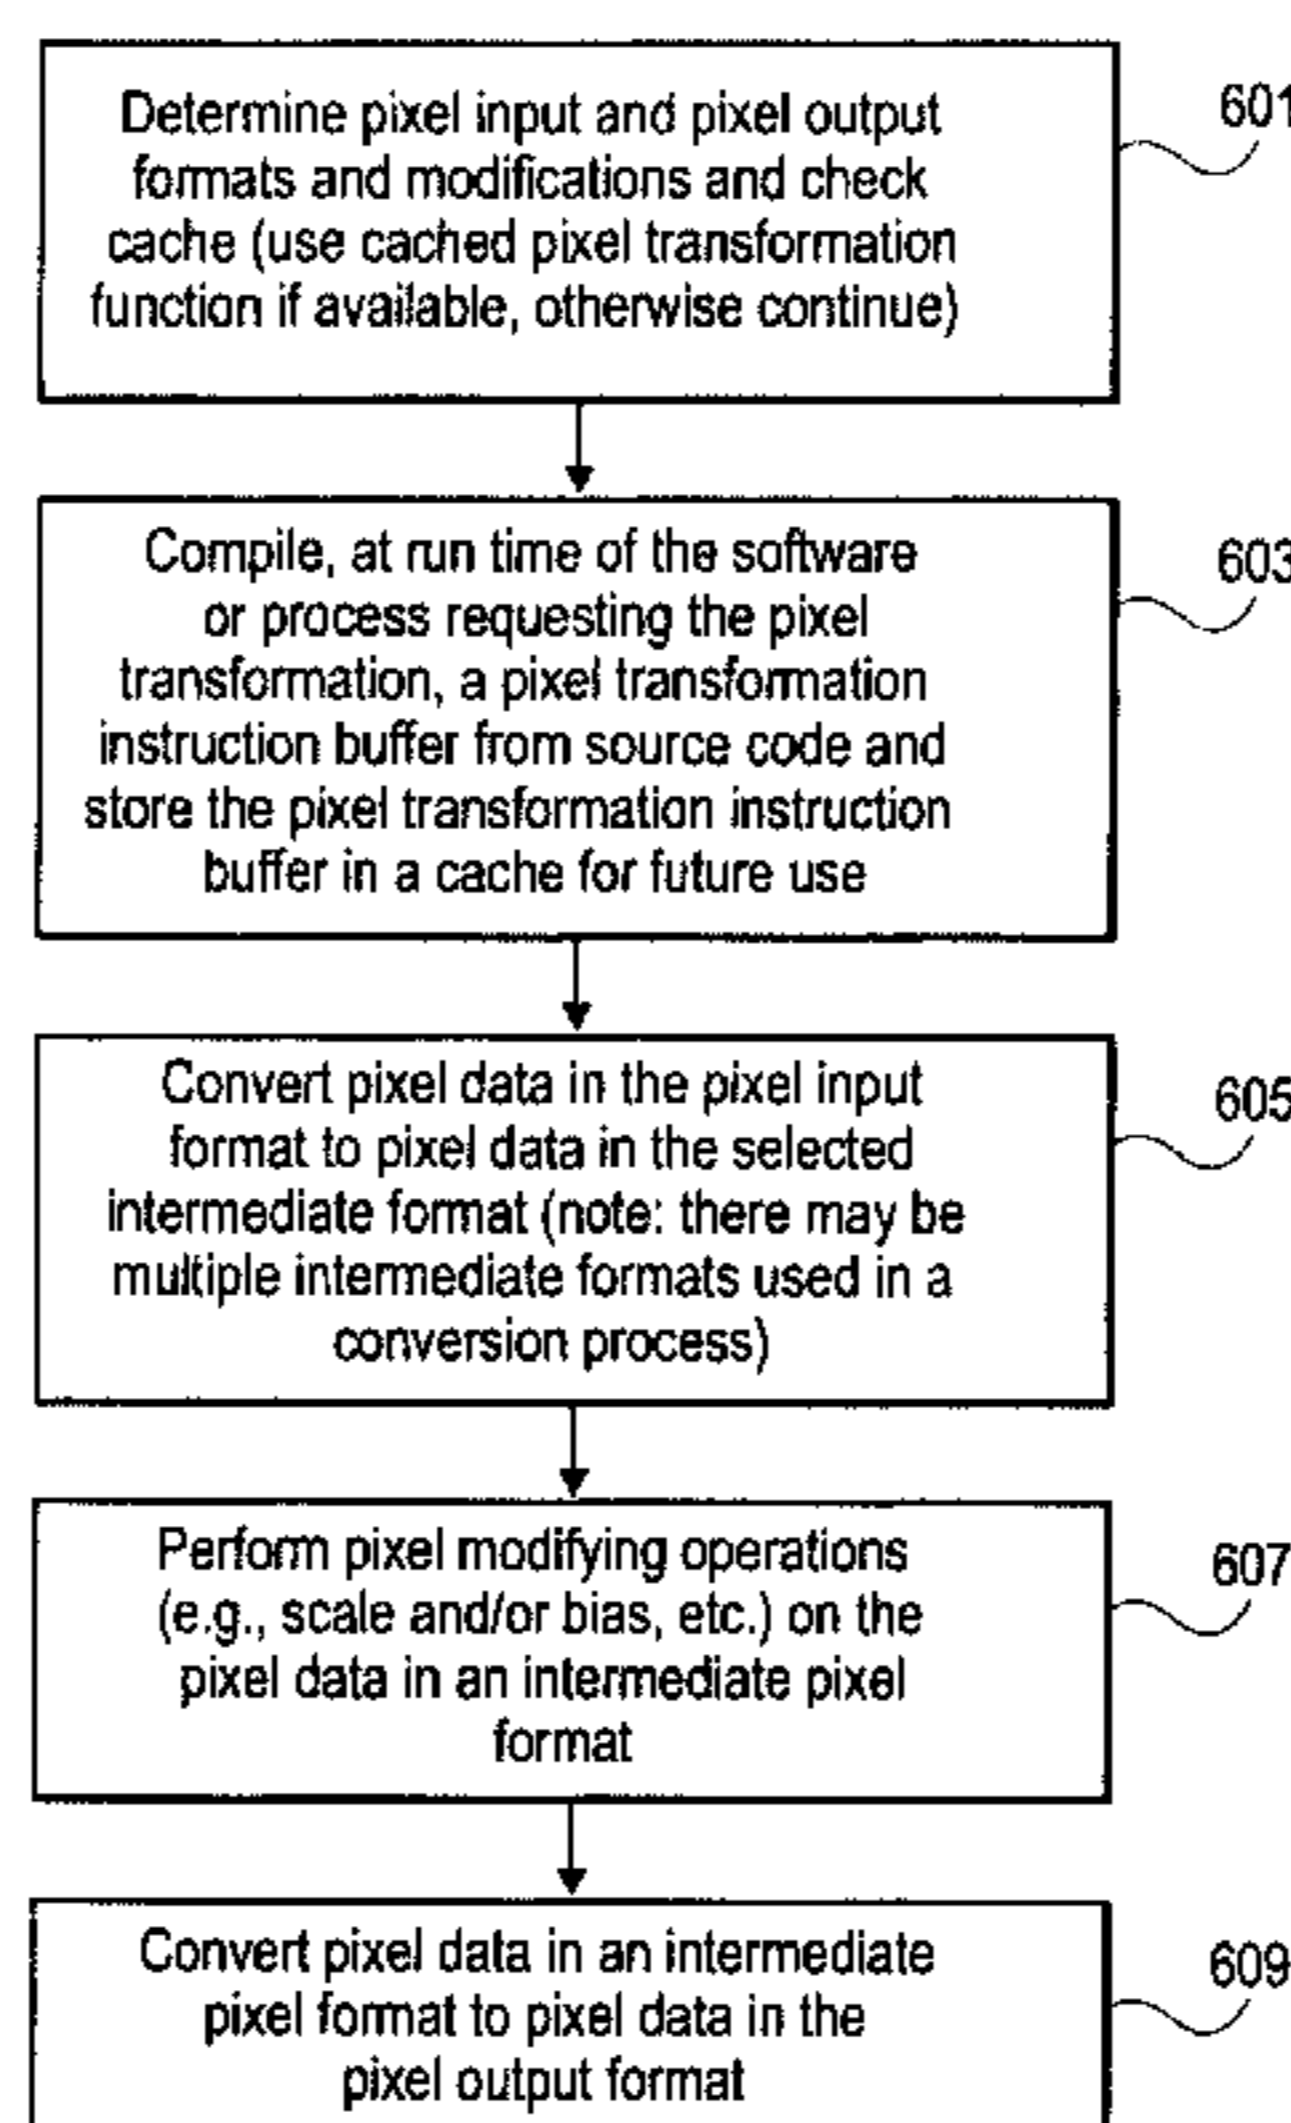 Determine pixel input and pixel output
formats and modifications and check
cache (use cached pixel transformation
function if available, otherwise continue)
601
Compile, at run time of the software
or process requesting the pixel
transformation, a pixel transformation
instruction buffer from source code and
store the pixel transformation instruction
buffer in a cache for future use
603
Convert pixel data in the pixel input
format to pixel data in the selected
intermediate format (note: there may be
multiple intermediate formats used in a
conversion process)
605
Perform pixel modifying operations
(e.g., scale and/or bias, etc.) on the
pixel data in an intermediate pixel
format
607
Convert pixel data in an intermediate
pixel format to pixel data in the
pixel output format
609